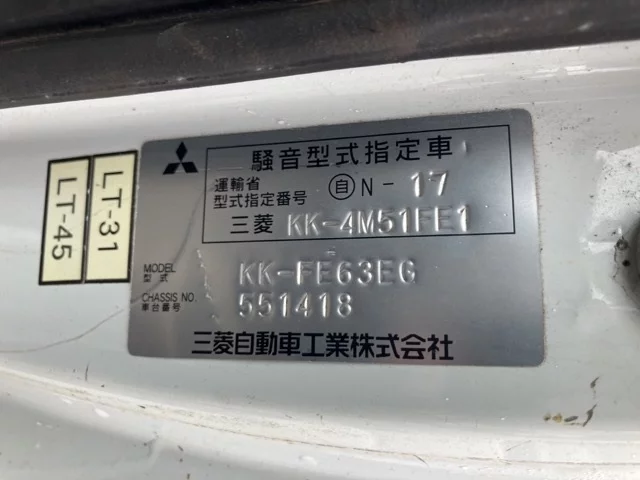 騒音型式指定車
運輸省
型式指定番号
自 N - 17
三菱 KK-4M51FE1
MODEL
型式
KK-FE63EG
CHASSIS NO.
車台番号
551418
三菱自動車工業株式会社
LT-31
LT-45